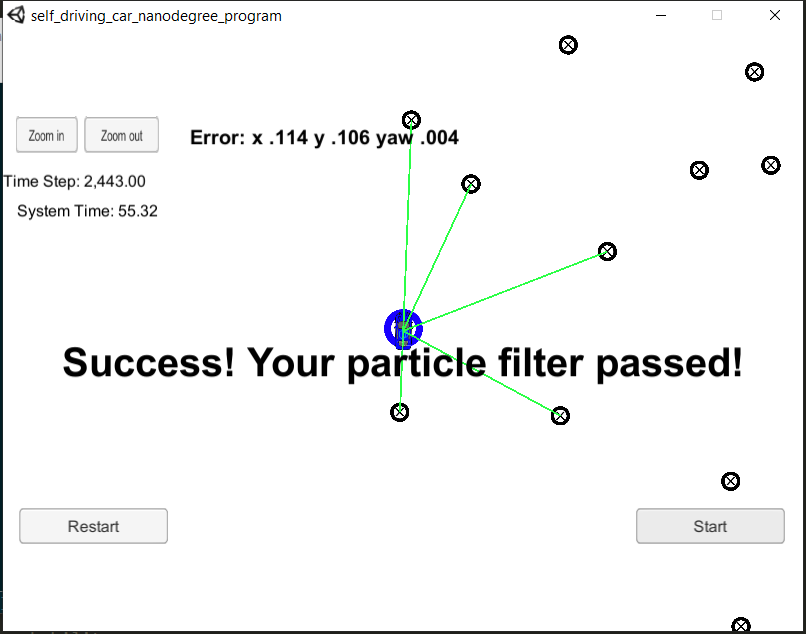 self_driving_car_nanodegree_program
Zoom in
Zoom out
Error: x .114 y .106 yaw .004
Time Step: 2,443.00
System Time: 55.32
Success! Your particle filter passed!
Restart
Start